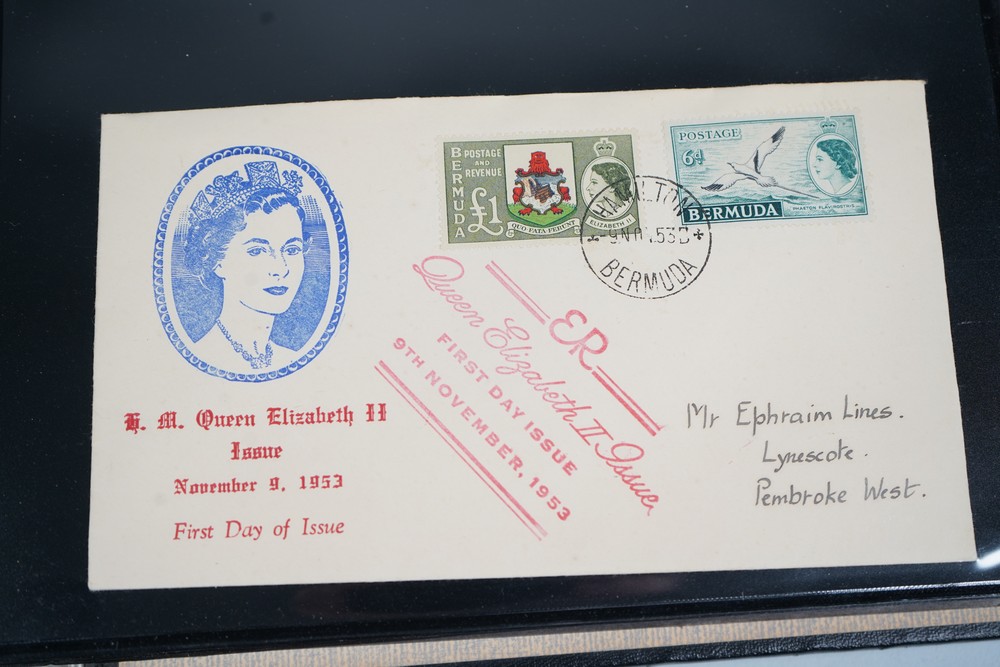 BERMUDA
POSTAGE
AND
REVENUE
£1
QUO FATA FERUNT
ELIZABETH II
POSTAGE
6d
BERMUDA
HAMILTON
9 NO 53
BERMUDA
H. M. Queen Elizabeth II
Issue
November 9, 1953
First Day of Issue
ER
Queen Elizabeth II Issue
FIRST DAY ISSUE
9TH NOVEMBER, 1953
Mr Ephraim Lines.
Lynescote.
Pembroke West.